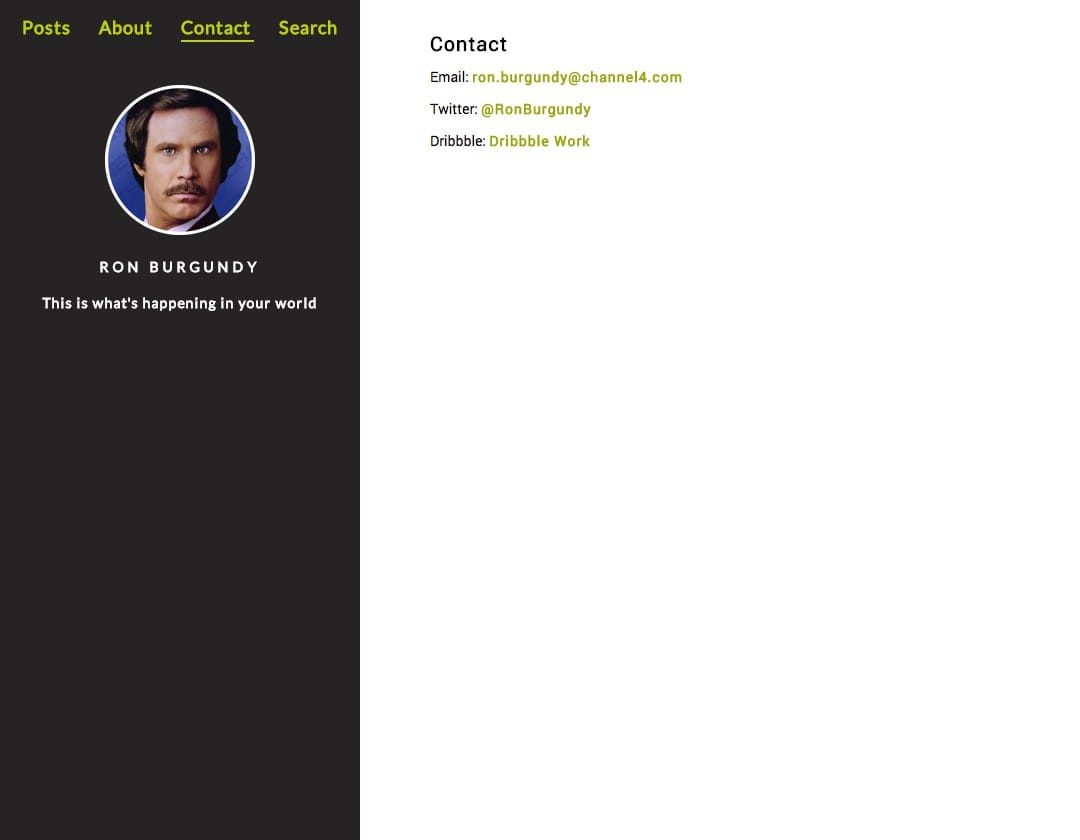 Posts About Contact Search
RON BURGUNDY
This is what's happening in your world
Contact
Email: ron.burgundy@channel4.com
Twitter: @RonBurgundy
Dribbble: Dribbble Work